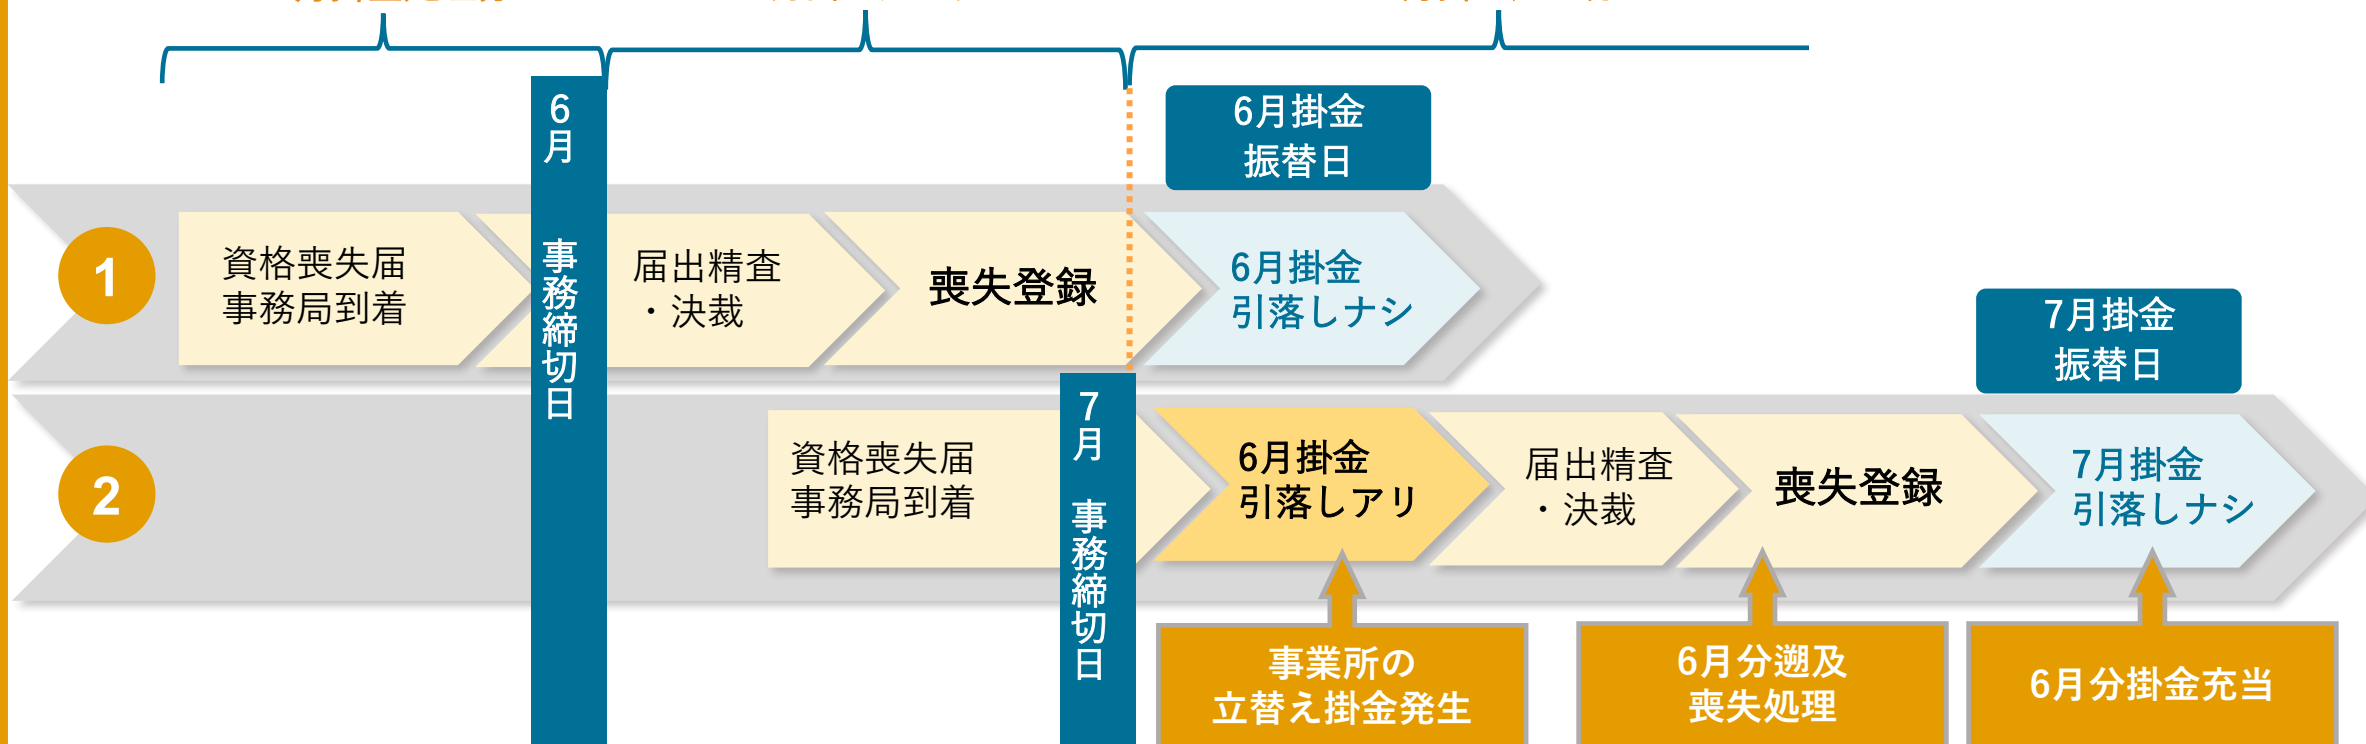 6月掛金
振替日
6月 事務締切日
1
資格喪失届
事務局到着
届出精査
・決裁
喪失登録
6月掛金
引落しナシ
7月掛金
振替日
7月 事務締切日
2
資格喪失届
事務局到着
6月掛金
引落しアリ
届出精査
・決裁
喪失登録
7月掛金
引落しナシ
事業所の
立替え掛金発生
6月分遡及
喪失処理
6月分掛金充当